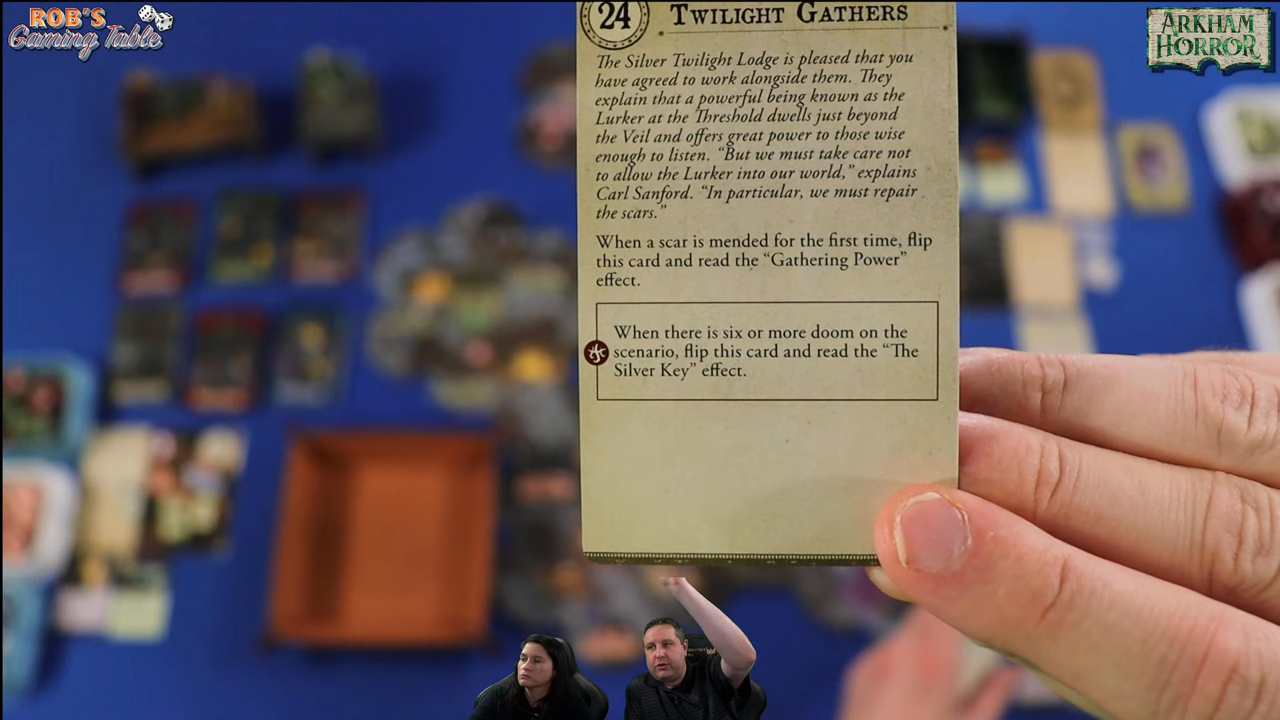 ROB'S
Gaming Table
24
TWILIGHT GATHERS
ARKHAM
HORROR
The Silver Twilight Lodge is pleased that you
have agreed to work alongside them. They
explain that a powerful being known as the
Lurker at the Threshold dwells just beyond
the Veil and offers great power to those wise
enough to listen. “But we must take care not
to allow the Lurker into our world,” explains
Carl Sanford. “In particular, we must repair
the scars.”
When a scar is mended for the first time, flip
this card and read the “Gathering Power”
effect.
When there is six or more doom on the
scenario, flip this card and read the “The
Silver Key” effect.